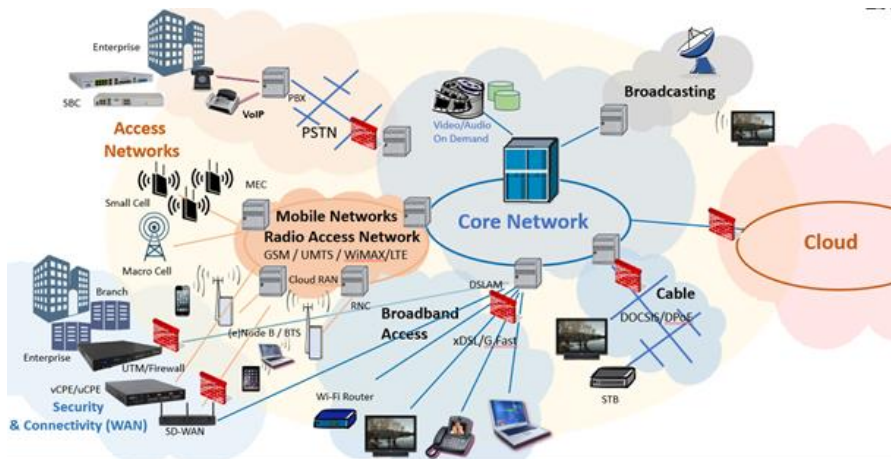 Enterprise
SBC
VoIP
PBX
PSTN
Access
Networks
Video/Audio
On Demand
Broadcasting
Small Cell
MEC
Macro Cell
Mobile Networks
Radio Access Network
GSM / UMTS / WiMAX/LTE
Cloud RAN
RNC
(e)Node B / BTS
Core Network
Cloud
DSLAM
Broadband
Access
xDSL/G.Fast
Cable
DOCSIS/DPoE
STB
Branch
Enterprise
UTM/Firewall
vCPE/uCPE
Security
& Connectivity (WAN)
SD-WAN
Wi-Fi Router